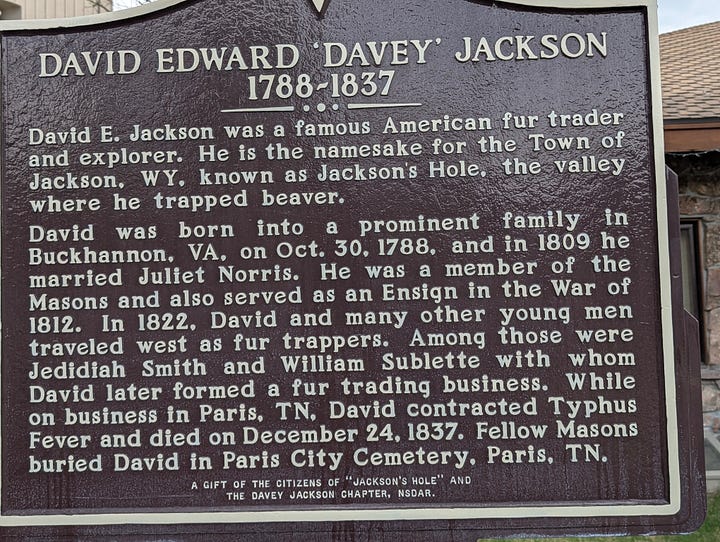 DAVID EDWARD 'DAVEY' JACKSON
1788-1837
David E. Jackson was a famous American fur trader
and explorer. He is the namesake for the Town of
Jackson, WY, known as Jackson's Hole, the valley
where he trapped beaver.
David was born into a prominent family in
Buckhannon, VA, on Oct. 30, 1788, and in 1809 he
married Juliet Norris. He was a member of the
Masons and also served as an Ensign in the War of
1812. In 1822, David and many other young men
traveled west as fur trappers. Among those were
Jedidiah Smith and William Sublette with whom
David later formed a fur trading business. While
on business in Paris, TN, David contracted Typhus
Fever and died on December 24, 1837. Fellow Masons
buried David in Paris City Cemetery, Paris, TN.
A GIFT OF THE CITIZENS OF "JACKSON'S HOLE" AND
THE DAVEY JACKSON CHAPTER, NSDAR.